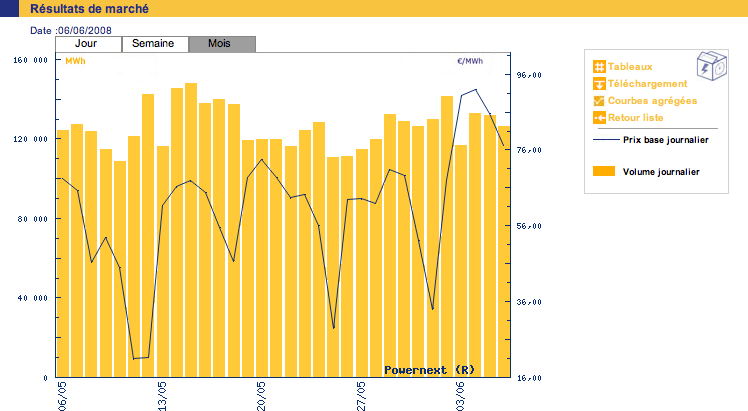 Résultats de marché
Date :06/06/2008
Jour Semaine Mois
MWh €/MWh
160 000
120 000
80 000
40 000
0
96,00
76,00
56,00
36,00
16,00
Powernext (R)
06/05 13/05 20/05 27/05 03/06
Tableaux
Téléchargement
Courbes agrégées
Retour liste
Prix base journalier
Volume journalier